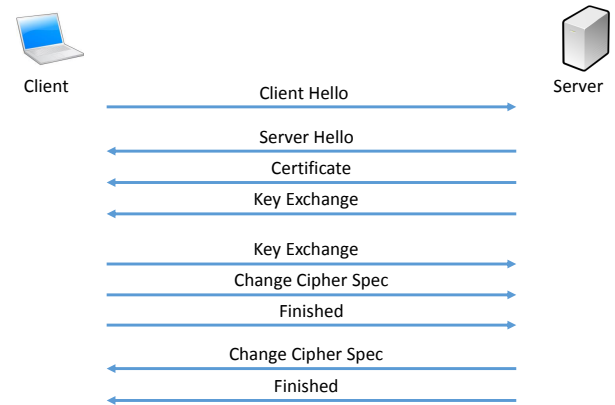 Client
Server
Client Hello
Server Hello
Certificate
Key Exchange
Key Exchange
Change Cipher Spec
Finished
Change Cipher Spec
Finished